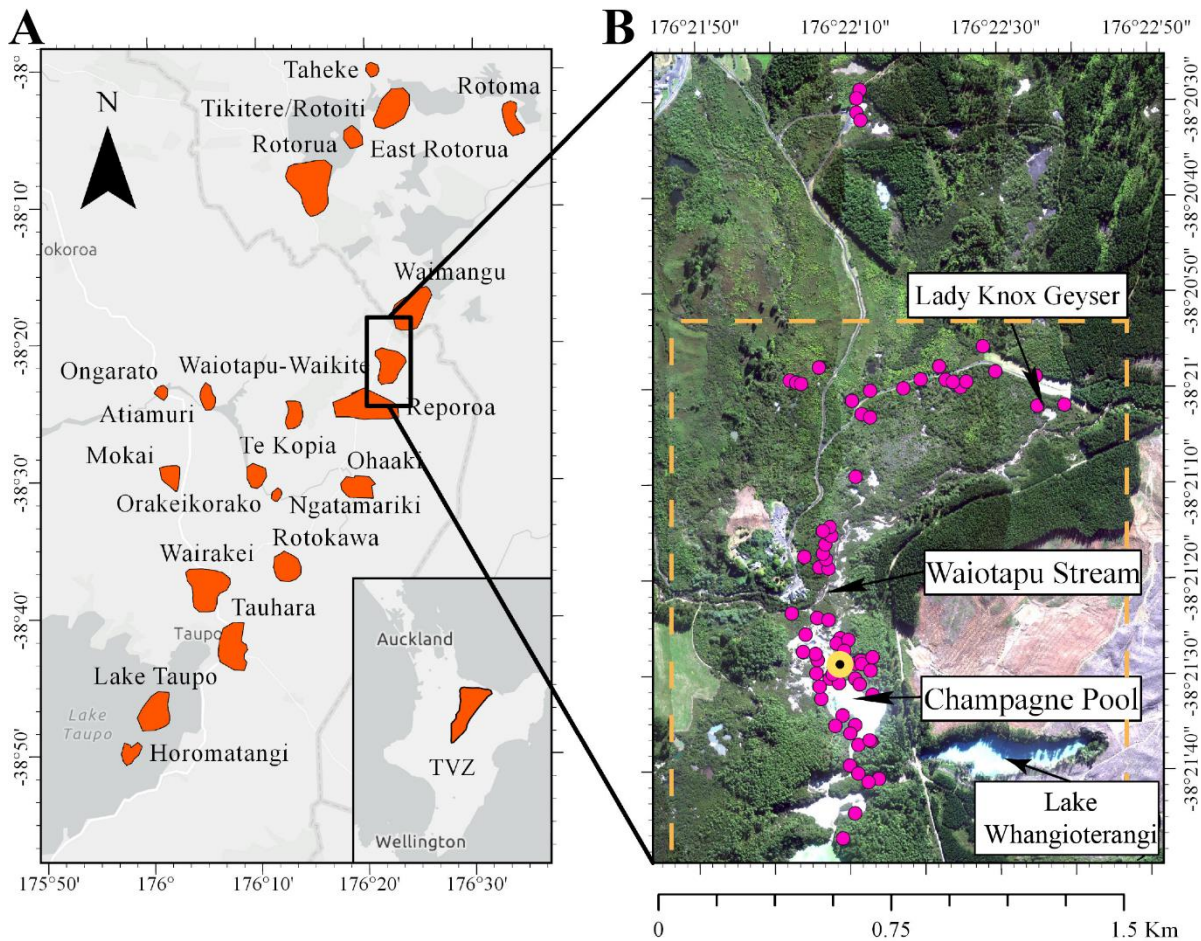 A
B
176°21'50"
176°22'10"
176°22'30"
176°22'50"
-38°
-38°10'
-38°20'
-38°30'
-38°40'
-38°50'
N
Taheke
Tikitere/Rotoiti
Rotoma
Rotorua
East Rotorua
Tokoroa
Waimangu
Waiotapu-Waikite
Ongarato
Atiamuri
Reporoa
Te Kopia
Mokai
Ohaaki
Orakeikorako
Ngatamariki
Rotokawa
Wairakei
Tauhara
Taupo
Lake Taupo
Lake
Taupo
Horomatangi
Auckland
TVZ
Wellington
175°50'
176°
176°10'
176°20'
176°30'
Lady Knox Geyser
Waiotapu Stream
Champagne Pool
Lake
Whangioterangi
-38°20'30"
-38°20'40"
-38°20'50"
-38°21'
-38°21'10"
-38°21'20"
-38°21'30"
-38°21'40"
0
0.75
1.5 Km